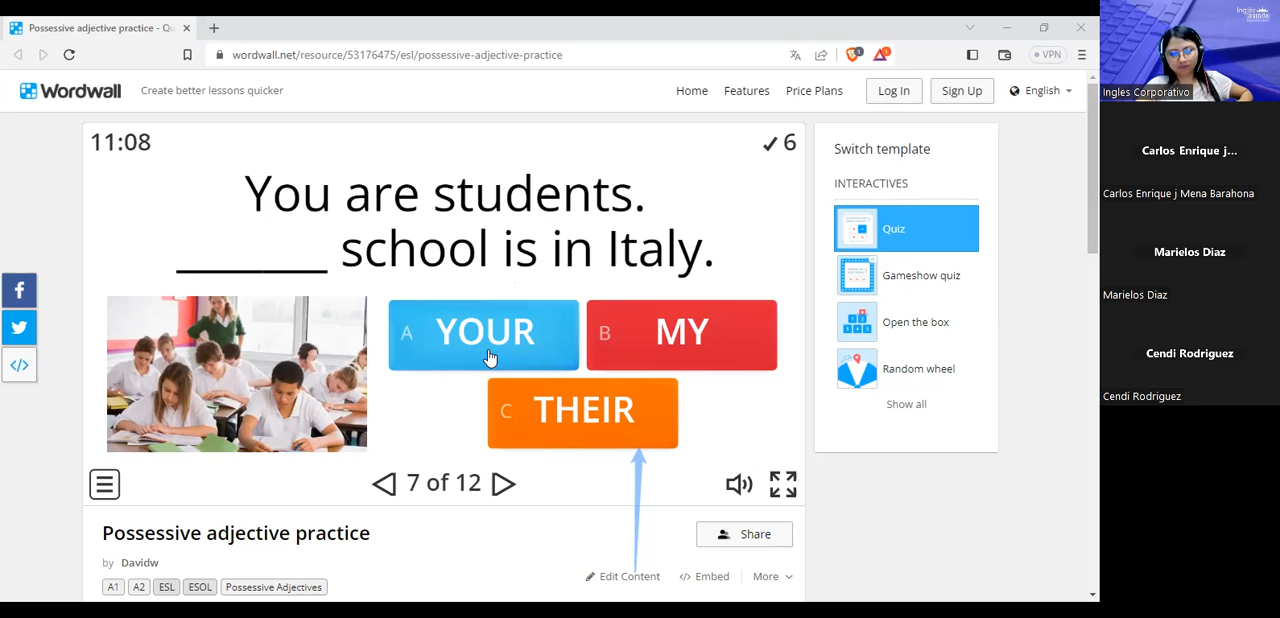 Possessive adjective practice - Qu
wordwall.net/resource/53176475/esl/possessive-adjective-practice
1
1
VPN
Wordwall
Create better lessons quicker
Home
Features
Price Plans
Log In
Sign Up
English
11:08
6
You are students.
______ school is in Italy.
A YOUR
B MY
C THEIR
7 of 12
Possessive adjective practice
by Davidw
A1
A2
ESL
ESOL
Possessive Adjectives
Share
Edit Content
Embed
More
Switch template
INTERACTIVES
Quiz
Gameshow quiz
Open the box
Random wheel
Show all
Ingles Corporativo
Carlos Enrique j...
Carlos Enrique j Mena Barahona
Marielos Diaz
Marielos Diaz
Cendi Rodriguez
Cendi Rodriguez